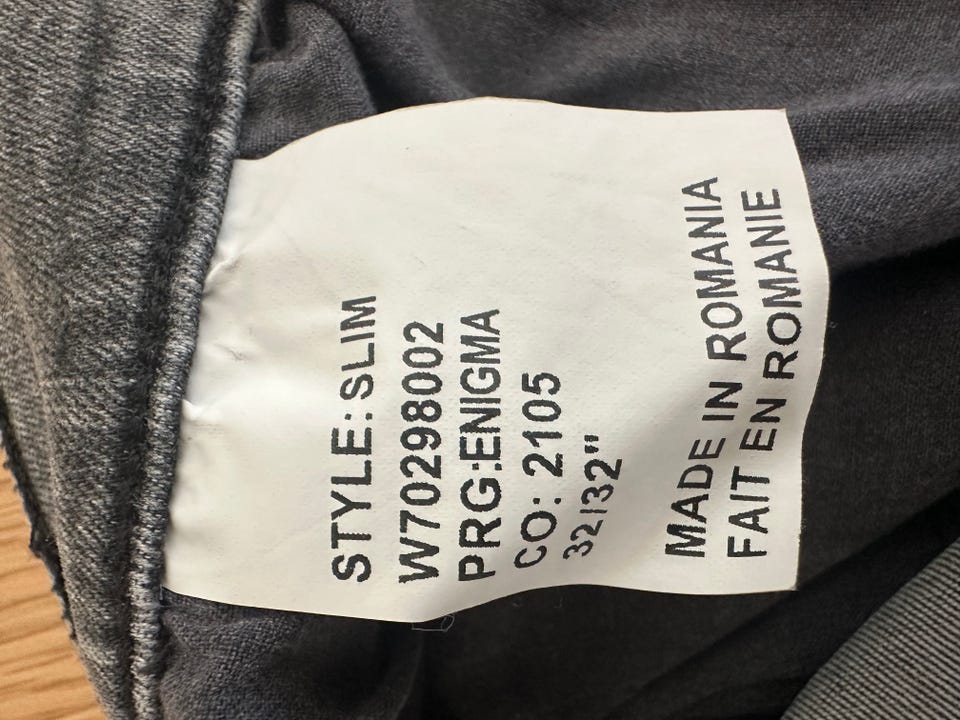 STYLE: SLIM
W70298002
PRG:ENIGMA
CO: 2105
32/32"
MADE IN ROMANIA
FAIT EN ROMANIE